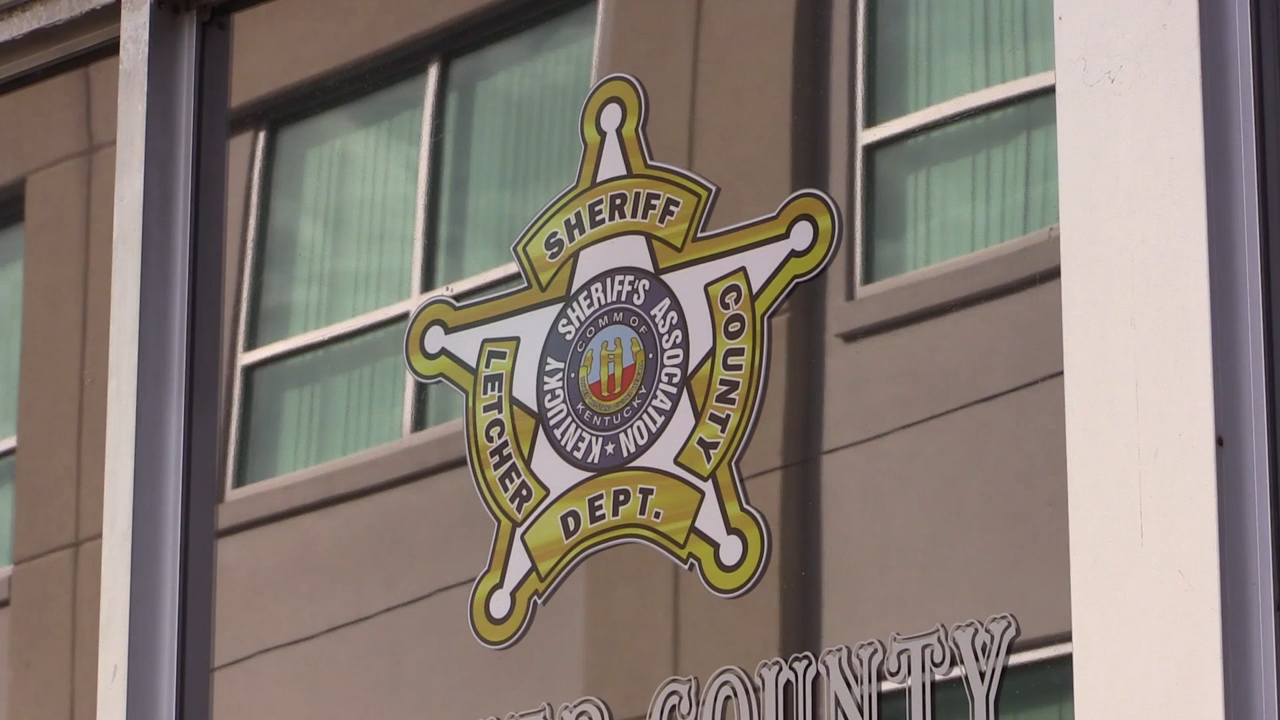 SHERIFF
LETCHER
COUNTY
DEPT.
KENTUCKY SHERIFF'S ASSOCIATION
COMM OF
KENTUCKY
COUNTY